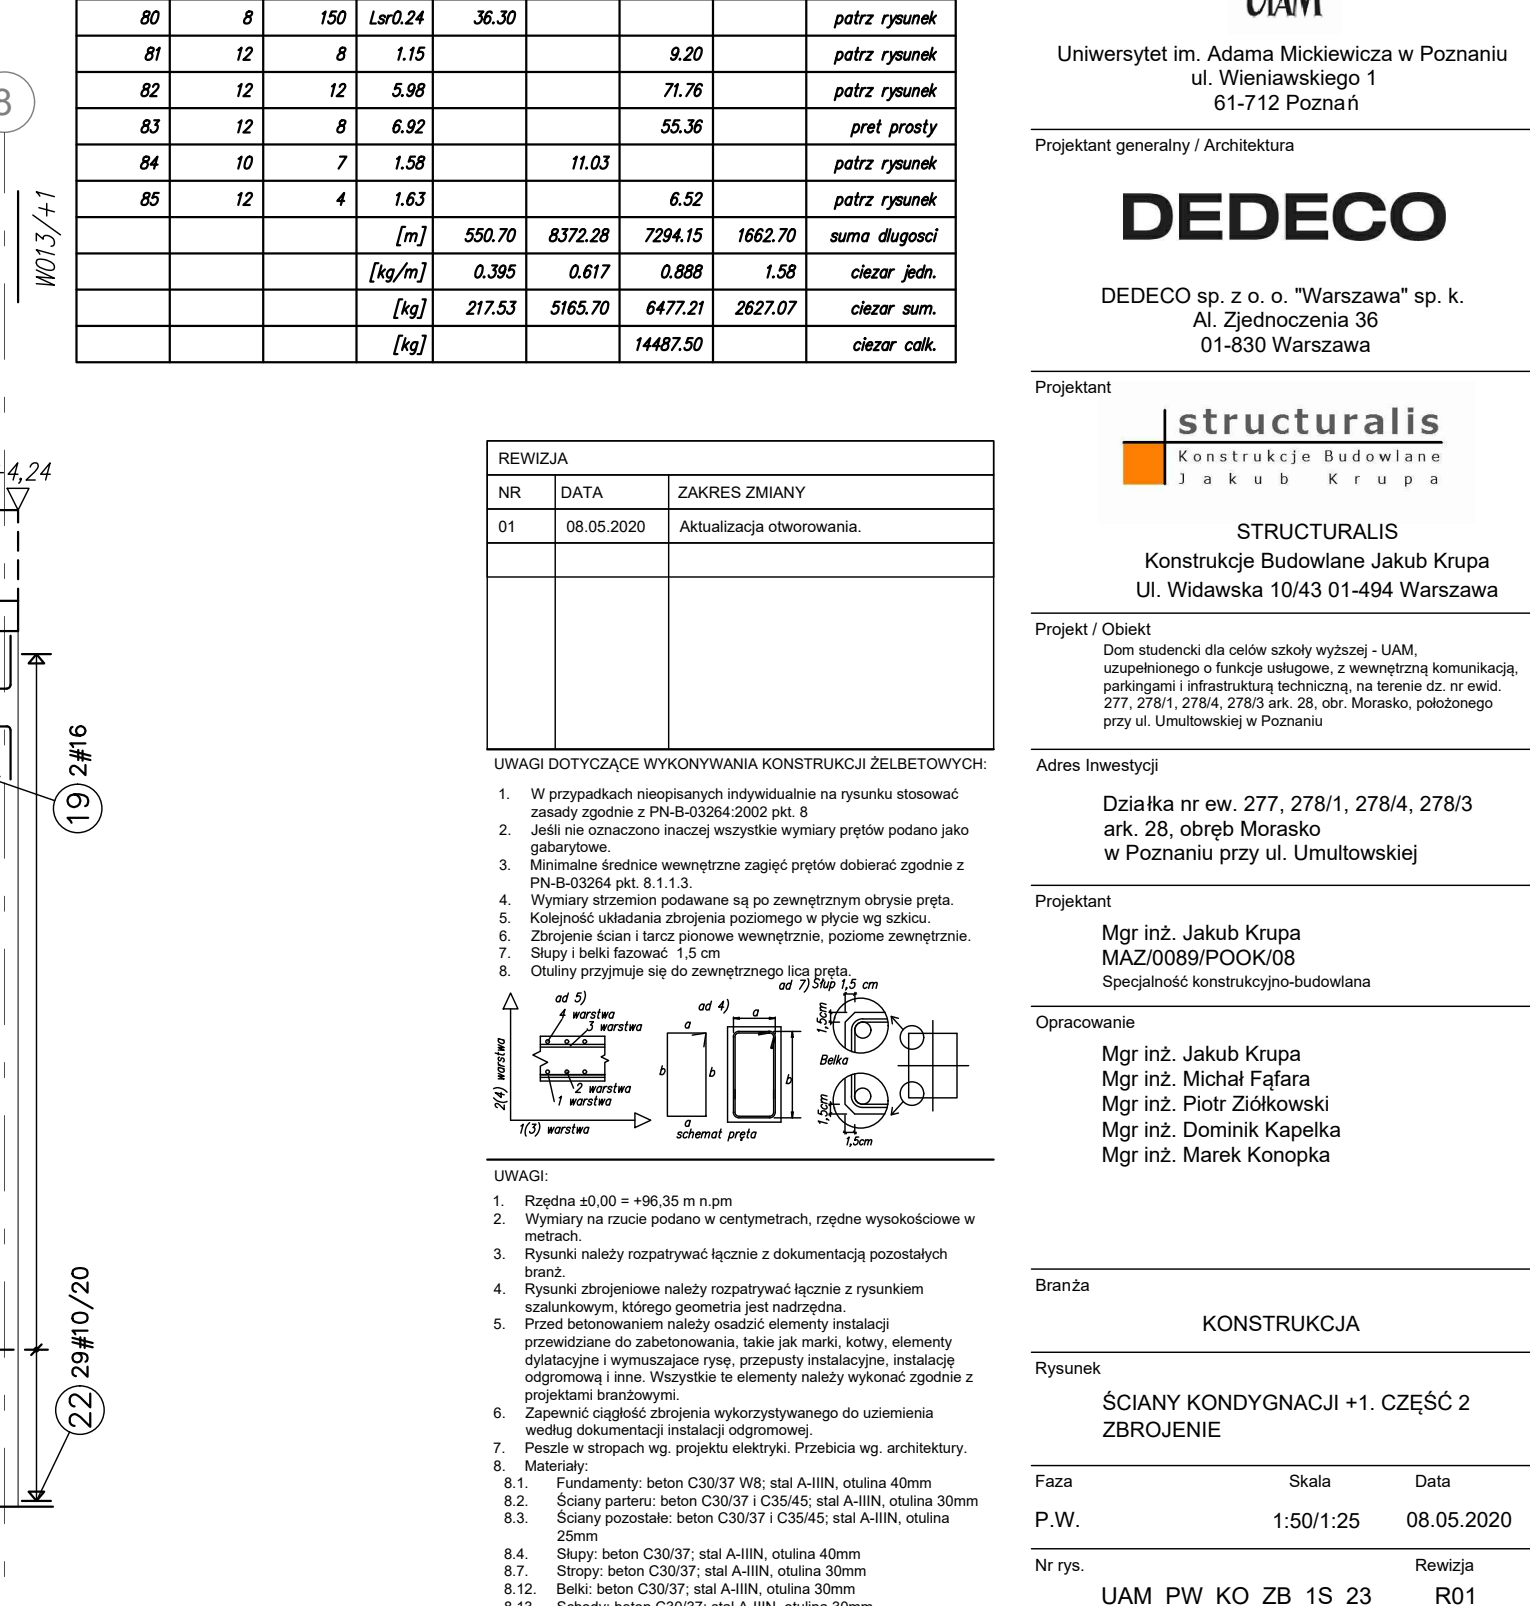 80 8 150 Lsr0.24 36.30 patrz rysunek
81 12 8 1.15 9.20 patrz rysunek
82 12 12 5.98 71.76 patrz rysunek
83 12 8 6.92 55.36 pret prosty
84 10 7 1.58 11.03 patrz rysunek
85 12 4 1.63 6.52 patrz rysunek
[m] 550.70 8372.28 7294.15 1662.70 suma dlugosci
[kg/m] 0.395 0.617 0.888 1.58 ciezar jedn.
[kg] 217.53 5165.70 6477.21 2627.07 ciezar sum.
[kg] 14487.50 ciezar calk.
W013/+1
4,24
19 2#16
22 29#10/20
REWIZJA
NR DATA ZAKRES ZMIANY
01 08.05.2020 Aktualizacja otworowania.
UWAGI DOTYCZĄCE WYKONYWANIA KONSTRUKCJI ŻELBETOWYCH:
1. W przypadkach nieopisanych indywidualnie na rysunku stosować
zasady zgodnie z PN-B-03264:2002 pkt. 8
2. Jeśli nie oznaczono inaczej wszystkie wymiary prętów podano jako
gabarytowe.
3. Minimalne średnice wewnętrzne zagięć prętów dobierać zgodnie z
PN-B-03264 pkt. 8.1.1.3.
4. Wymiary strzemion podawane są po zewnętrznym obrysie pręta.
5. Kolejność układania zbrojenia poziomego w płycie wg szkicu.
6. Zbrojenie ścian i tarcz pionowe wewnętrznie, poziome zewnętrznie.
7. Słupy i belki fazować 1,5 cm
8. Otuliny przyjmuje się do zewnętrznego lica pręta.
ad 5)
4 warstwa
3 warstwa
2 warstwa
1 warstwa
2(4) warstwa
1(3) warstwa
ad 4)
a
b
b
a
a
b
schemat pręta
ad 7) Słup 1,5 cm
1,5cm
Belka
1,5cm
1,5cm
UWAGI:
1. Rzędna ±0,00 = +96,35 m n.pm
2. Wymiary na rzucie podano w centymetrach, rzędne wysokościowe w
metrach.
3. Rysunki należy rozpatrywać łącznie z dokumentacją pozostałych
branż.
4. Rysunki zbrojeniowe należy rozpatrywać łącznie z rysunkiem
szalunkowym, którego geometria jest nadrzędna.
5. Przed betonowaniem należy osadzić elementy instalacji
przewidziane do zabetonowania, takie jak marki, kotwy, elementy
dylatacyjne i wymuszajace rysę, przepusty instalacyjne, instalację
odgromową i inne. Wszystkie te elementy należy wykonać zgodnie z
projektami branżowymi.
6. Zapewnić ciągłość zbrojenia wykorzystywanego do uziemienia
według dokumentacji instalacji odgromowej.
7. Peszle w stropach wg. projektu elektryki. Przebicia wg. architektury.
8. Materiały:
8.1. Fundamenty: beton C30/37 W8; stal A-IIIN, otulina 40mm
8.2. Ściany parteru: beton C30/37 i C35/45; stal A-IIIN, otulina 30mm
8.3. Ściany pozostałe: beton C30/37 i C35/45; stal A-IIIN, otulina
25mm
8.4. Słupy: beton C30/37; stal A-IIIN, otulina 40mm
8.7. Stropy: beton C30/37; stal A-IIIN, otulina 30mm
8.12. Belki: beton C30/37; stal A-IIIN, otulina 30mm
8.13. Schody: beton C30/37; stal A-IIIN, otulina 30mm
UAM
Uniwersytet im. Adama Mickiewicza w Poznaniu
ul. Wieniawskiego 1
61-712 Poznań
Projektant generalny / Architektura
DEDECO
DEDECO sp. z o. o. "Warszawa" sp. k.
Al. Zjednoczenia 36
01-830 Warszawa
Projektant
structuralis
Konstrukcje Budowlane
Jakub Krupa
STRUCTURALIS
Konstrukcje Budowlane Jakub Krupa
Ul. Widawska 10/43 01-494 Warszawa
Projekt / Obiekt
Dom studencki dla celów szkoły wyższej - UAM,
uzupełnionego o funkcje usługowe, z wewnętrzną komunikacją,
parkingami i infrastrukturą techniczną, na terenie dz. nr ewid.
277, 278/1, 278/4, 278/3 ark. 28, obr. Morasko, położonego
przy ul. Umultowskiej w Poznaniu
Adres Inwestycji
Działka nr ew. 277, 278/1, 278/4, 278/3
ark. 28, obręb Morasko
w Poznaniu przy ul. Umultowskiej
Projektant
Mgr inż. Jakub Krupa
MAZ/0089/POOK/08
Specjalność konstrukcyjno-budowlana
Opracowanie
Mgr inż. Jakub Krupa
Mgr inż. Michał Fąfara
Mgr inż. Piotr Ziółkowski
Mgr inż. Dominik Kapelka
Mgr inż. Marek Konopka
Branża
KONSTRUKCJA
Rysunek
ŚCIANY KONDYGNACJI +1. CZĘŚĆ 2
ZBROJENIE
Faza Skala Data
P.W. 1:50/1:25 08.05.2020
Nr rys. Rewizja
UAM_PW_KO_ZB_1S_23 R01